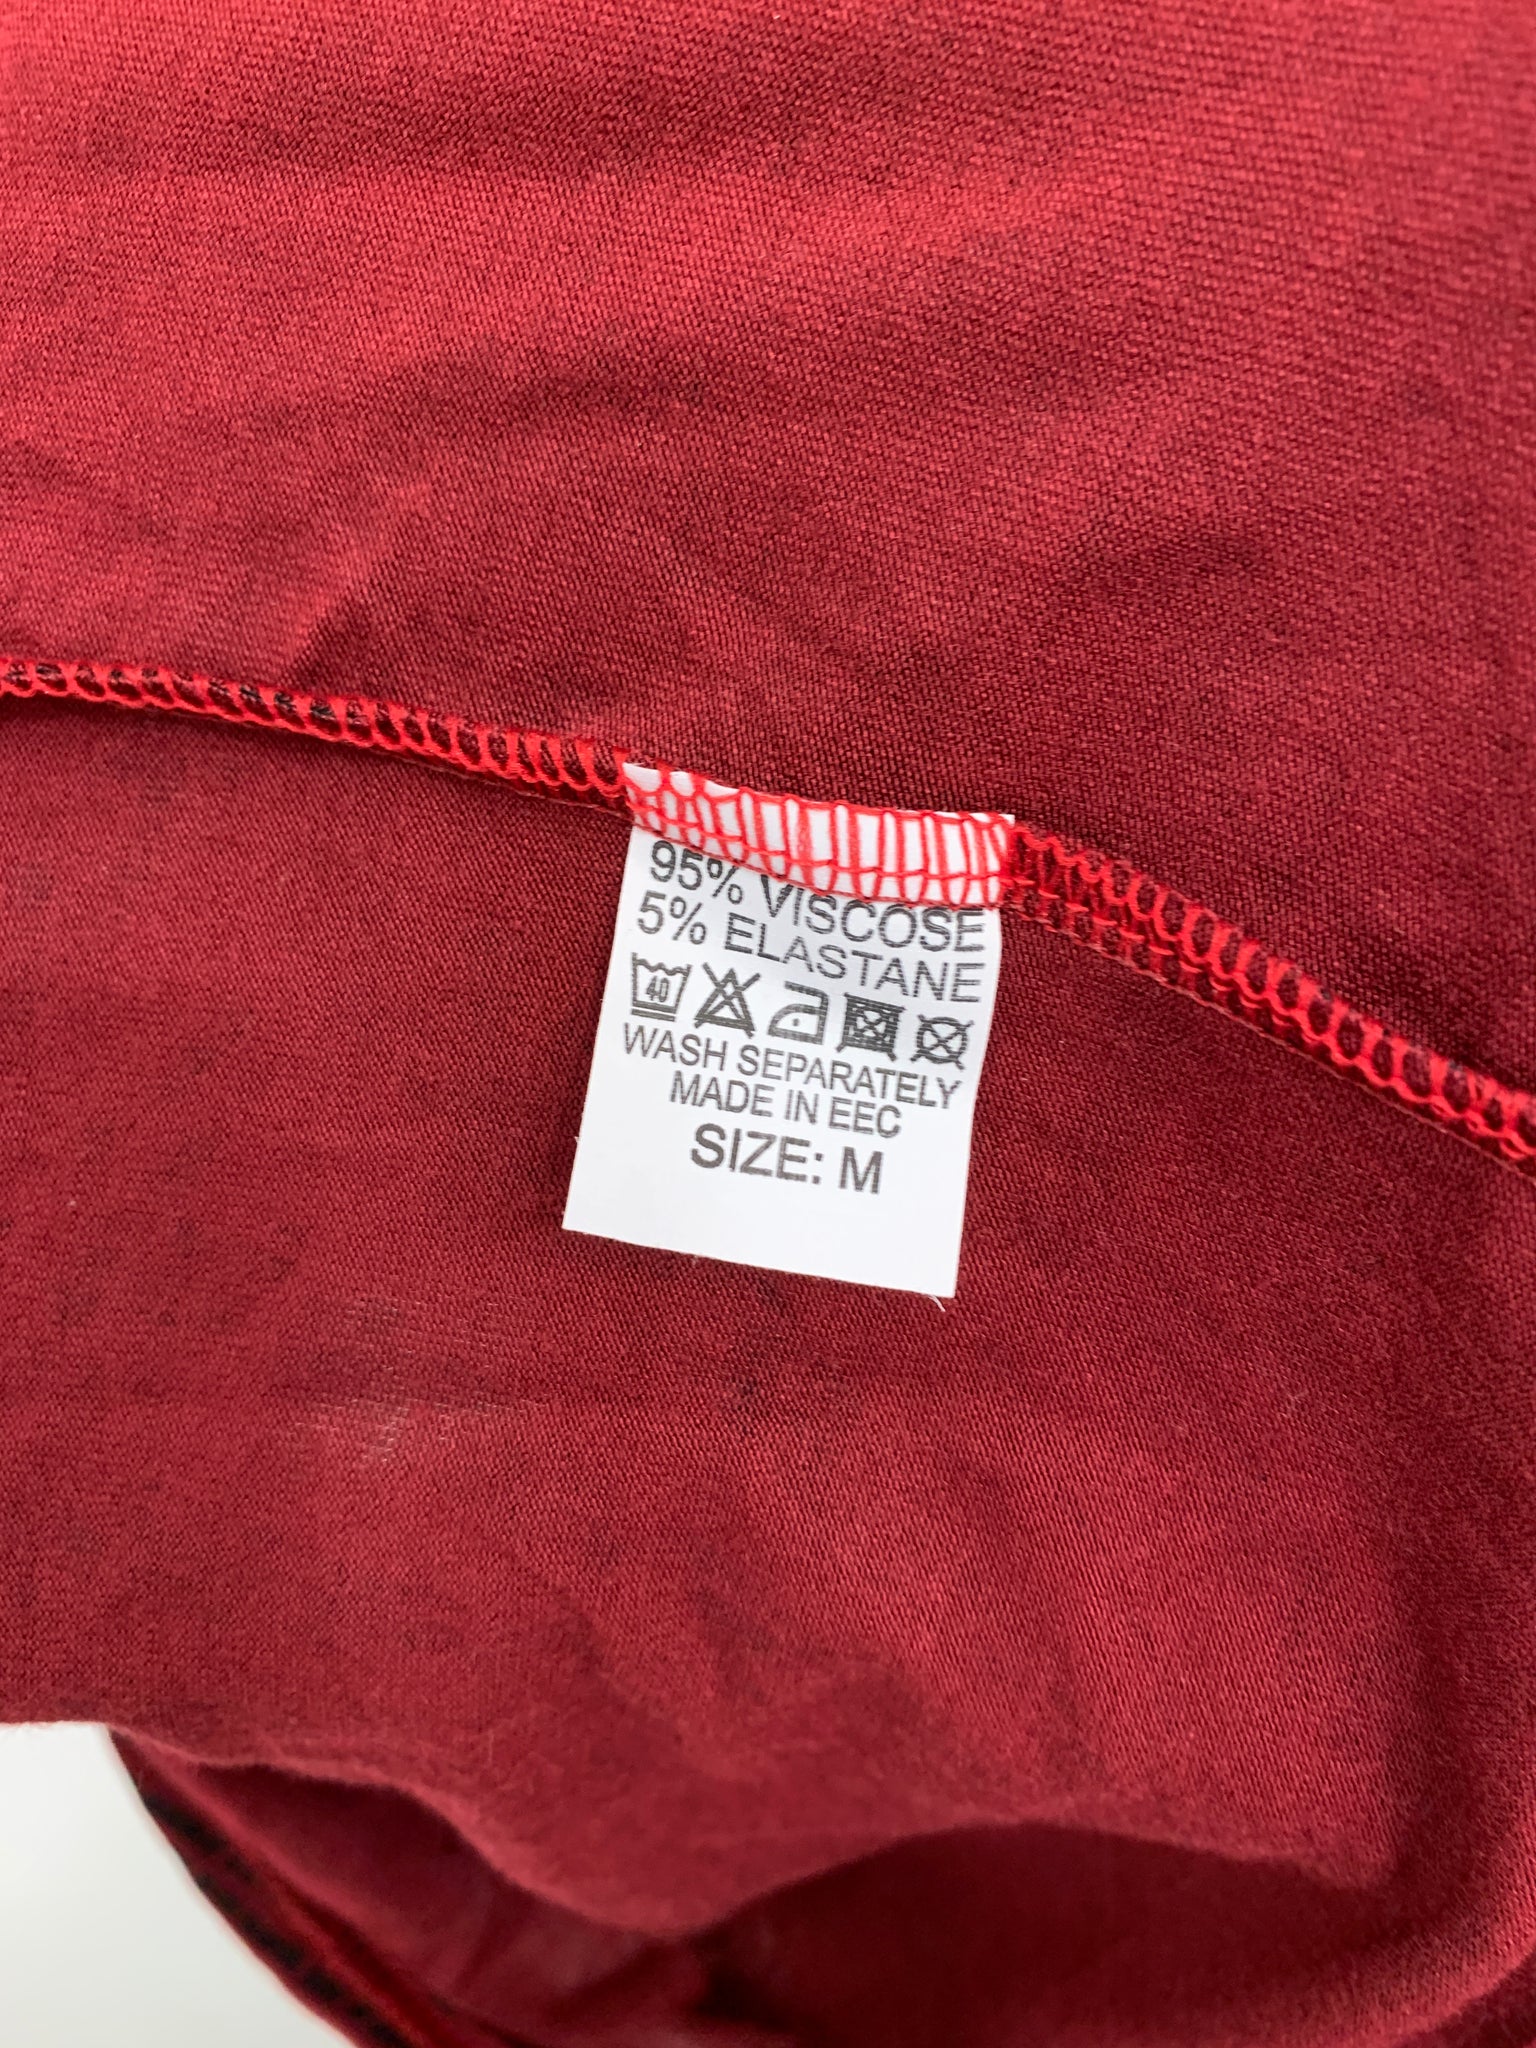 95% VISCOSE
5% ELASTANE
40
WASH SEPARATELY
MADE IN EEC
SIZE: M